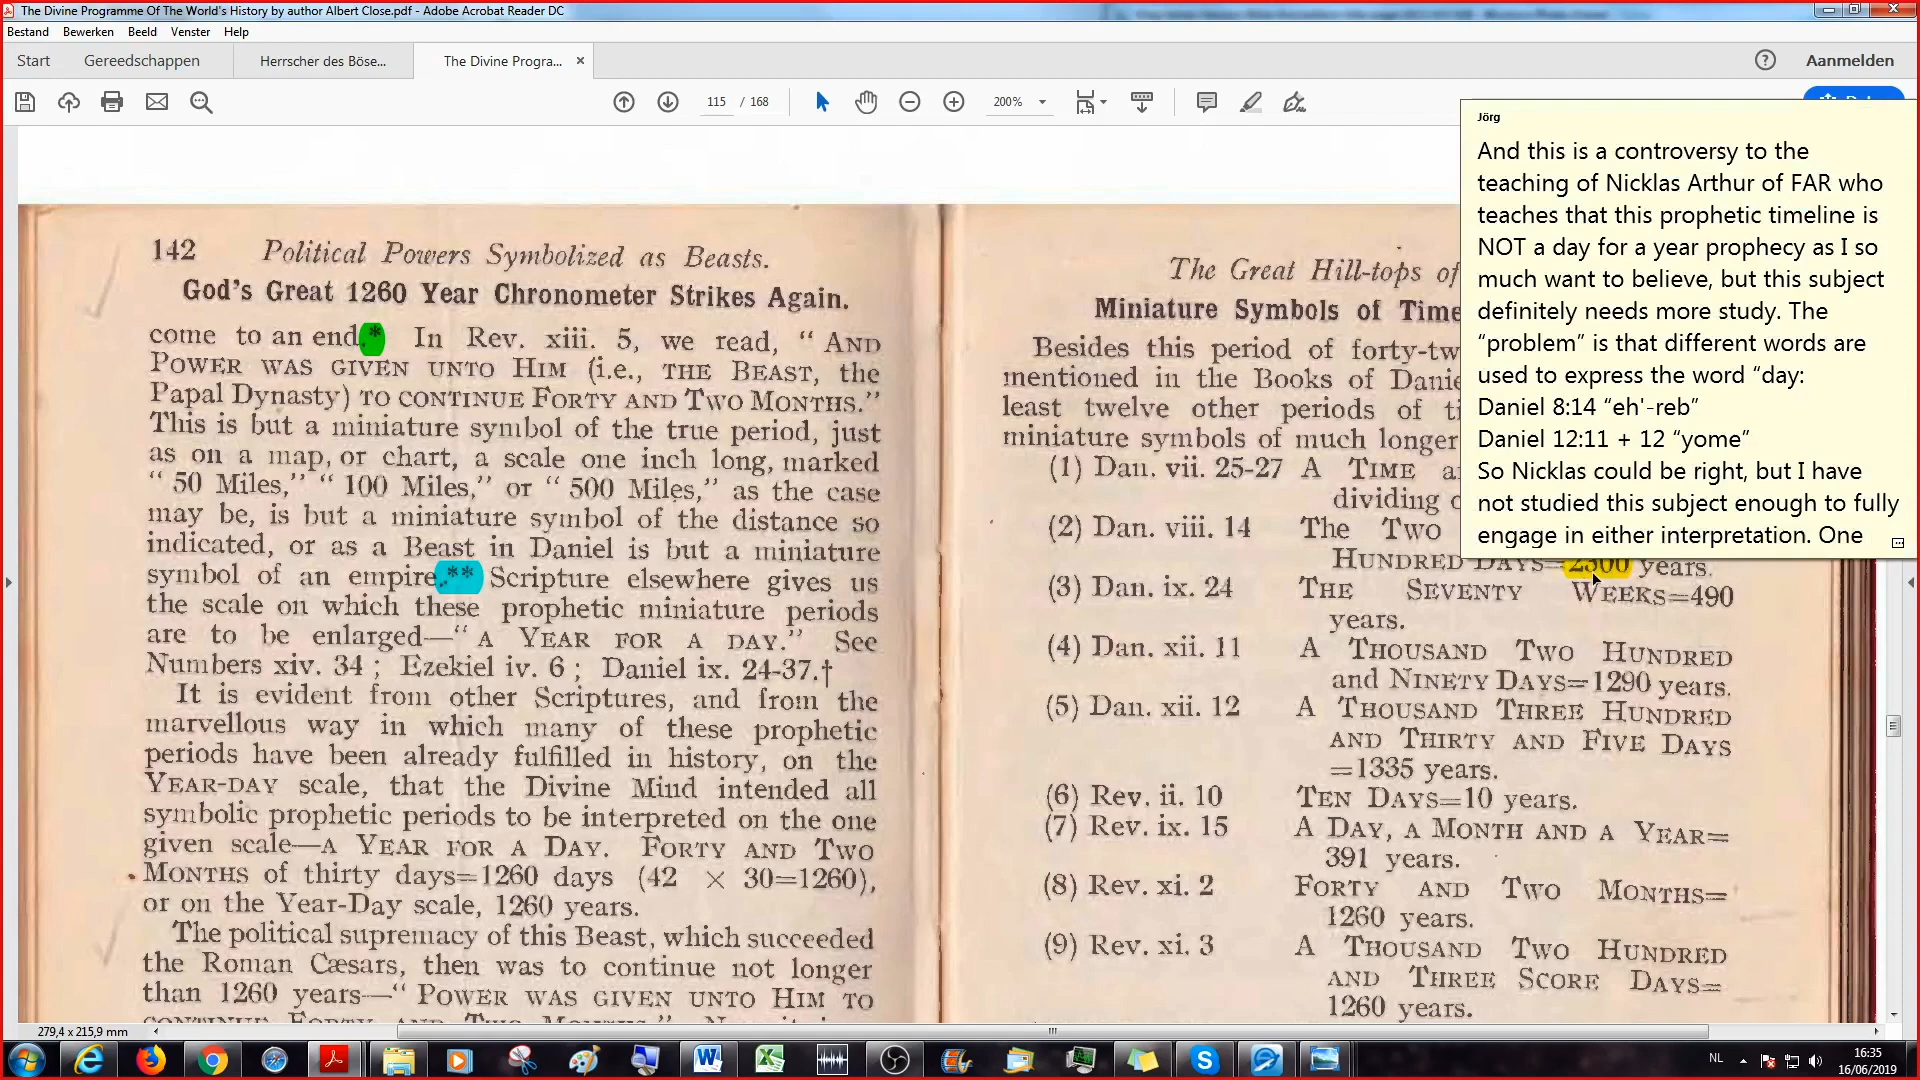 The Divine Programme Of The World's History by author Albert Close.pdf - Adobe Acrobat Reader DC
Bestand Bewerken Beeld Venster Help
Start Gereedschappen Herrscher des Böse... The Divine Progra... Aanmelden
115 / 168 200%
Jörg
And this is a controversy to the
teaching of Nicklas Arthur of FAR who
teaches that this prophetic timeline is
NOT a day for a year prophecy as I so
much want to believe, but this subject
definitely needs more study. The
“problem” is that different words are
used to express the word “day:
Daniel 8:14 “eh'-reb”
Daniel 12:11 + 12 “yome”
So Nicklas could be right, but I have
not studied this subject enough to fully
engage in either interpretation. One
142 Political Powers Symbolized as Beasts.
God's Great 1260 Year Chronometer Strikes Again.
come to an end.* In Rev. xiii. 5, we read, “ AND
POWER WAS GIVEN UNTO HIM (i.e., THE BEAST, the
Papal Dynasty) TO CONTINUE FORTY AND TWO MONTHS.”
This is but a miniature symbol of the true period, just
as on a map, or chart, a scale one inch long, marked
“ 50 Miles,” “ 100 Miles,” or “ 500 Miles,” as the case
may be, is but a miniature symbol of the distance so
indicated, or as a Beast in Daniel is but a miniature
symbol of an empire.** Scripture elsewhere gives us
the scale on which these prophetic miniature periods
are to be enlarged—“ A YEAR FOR A DAY.” See
Numbers xiv. 34 ; Ezekiel iv. 6 ; Daniel ix. 24-37.†
It is evident from other Scriptures, and from the
marvellous way in which many of these prophetic
periods have been already fulfilled in history, on the
YEAR-DAY scale, that the Divine Mind intended all
symbolic prophetic periods to be interpreted on the one
given scale—A YEAR FOR A DAY. FORTY AND TWO
MONTHS of thirty days=1260 days (42 × 30=1260),
or on the Year-Day scale, 1260 years.
The political supremacy of this Beast, which succeeded
the Roman Cæsars, then was to continue not longer
than 1260 years—“ POWER WAS GIVEN UNTO HIM TO
The Great Hill-tops of
Miniature Symbols of Time
Besides this period of forty-tw
mentioned in the Books of Danie
least twelve other periods of ti
miniature symbols of much longer
(1) Dan. vii. 25-27 A TIME a
dividing o
(2) Dan. viii. 14 The TWO
HUNDRED DAYS=2300 years.
(3) Dan. ix. 24 THE SEVENTY WEEKS=490
years.
(4) Dan. xii. 11 A THOUSAND TWO HUNDRED
and NINETY DAYS=1290 years.
(5) Dan. xii. 12 A THOUSAND THREE HUNDRED
AND THIRTY AND FIVE DAYS
=1335 years.
(6) Rev. ii. 10 TEN DAYS=10 years.
(7) Rev. ix. 15 A DAY, A MONTH AND A YEAR=
391 years.
(8) Rev. xi. 2 FORTY AND TWO MONTHS=
1260 years.
(9) Rev. xi. 3 A THOUSAND TWO HUNDRED
AND THREE SCORE DAYS=
1260 years.
279,4 x 215,9 mm
NL 16:35
16/06/2019